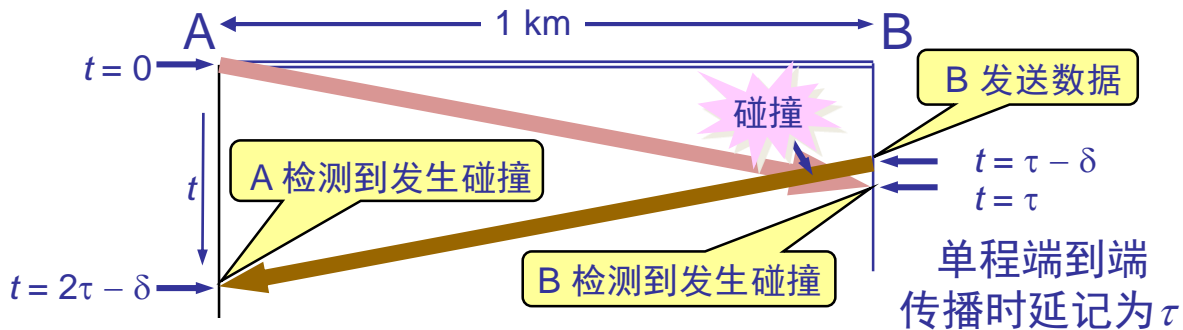 A
1 km
B
t = 0
B 发送数据
碰撞
t = τ − δ
A 检测到发生碰撞
t
t = τ
B 检测到发生碰撞
t = 2τ − δ
单程端到端
传播时延记为 τ